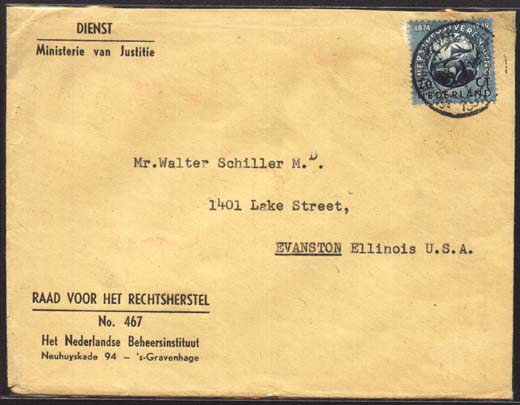 DIENST
Ministerie van Justitie
1874
NEDERLAND
Mr.Walter Schiller M.D.
1401 Lake Street,
EVANSTON Ellinois U.S.A.
RAAD VOOR HET RECHTSHERSTEL
No. 467
Het Nederlandse Beheersinstituut
Neuhuyskade 94 – 's-Gravenhage